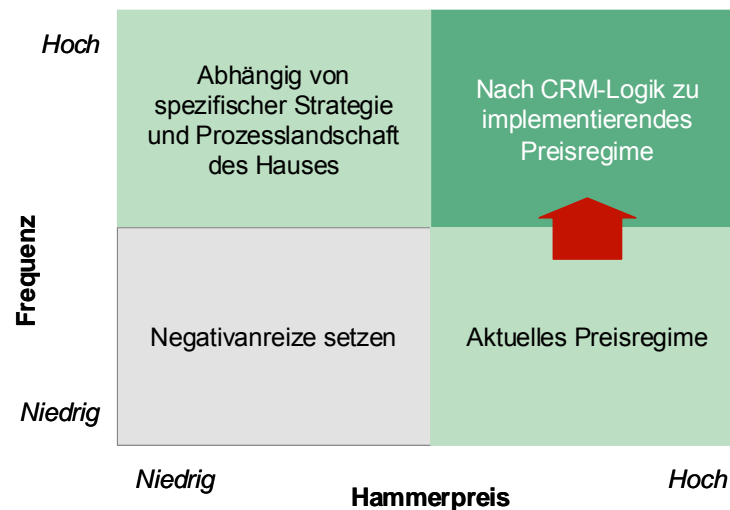 Hoch
Abhängig von
spezifischer Strategie
und Prozesslandschaft
des Hauses
Nach CRM-Logik zu
implementierendes
Preisregime
Frequenz
Negativanreize setzen
Aktuelles Preisregime
Niedrig
Niedrig
Hammerpreis
Hoch